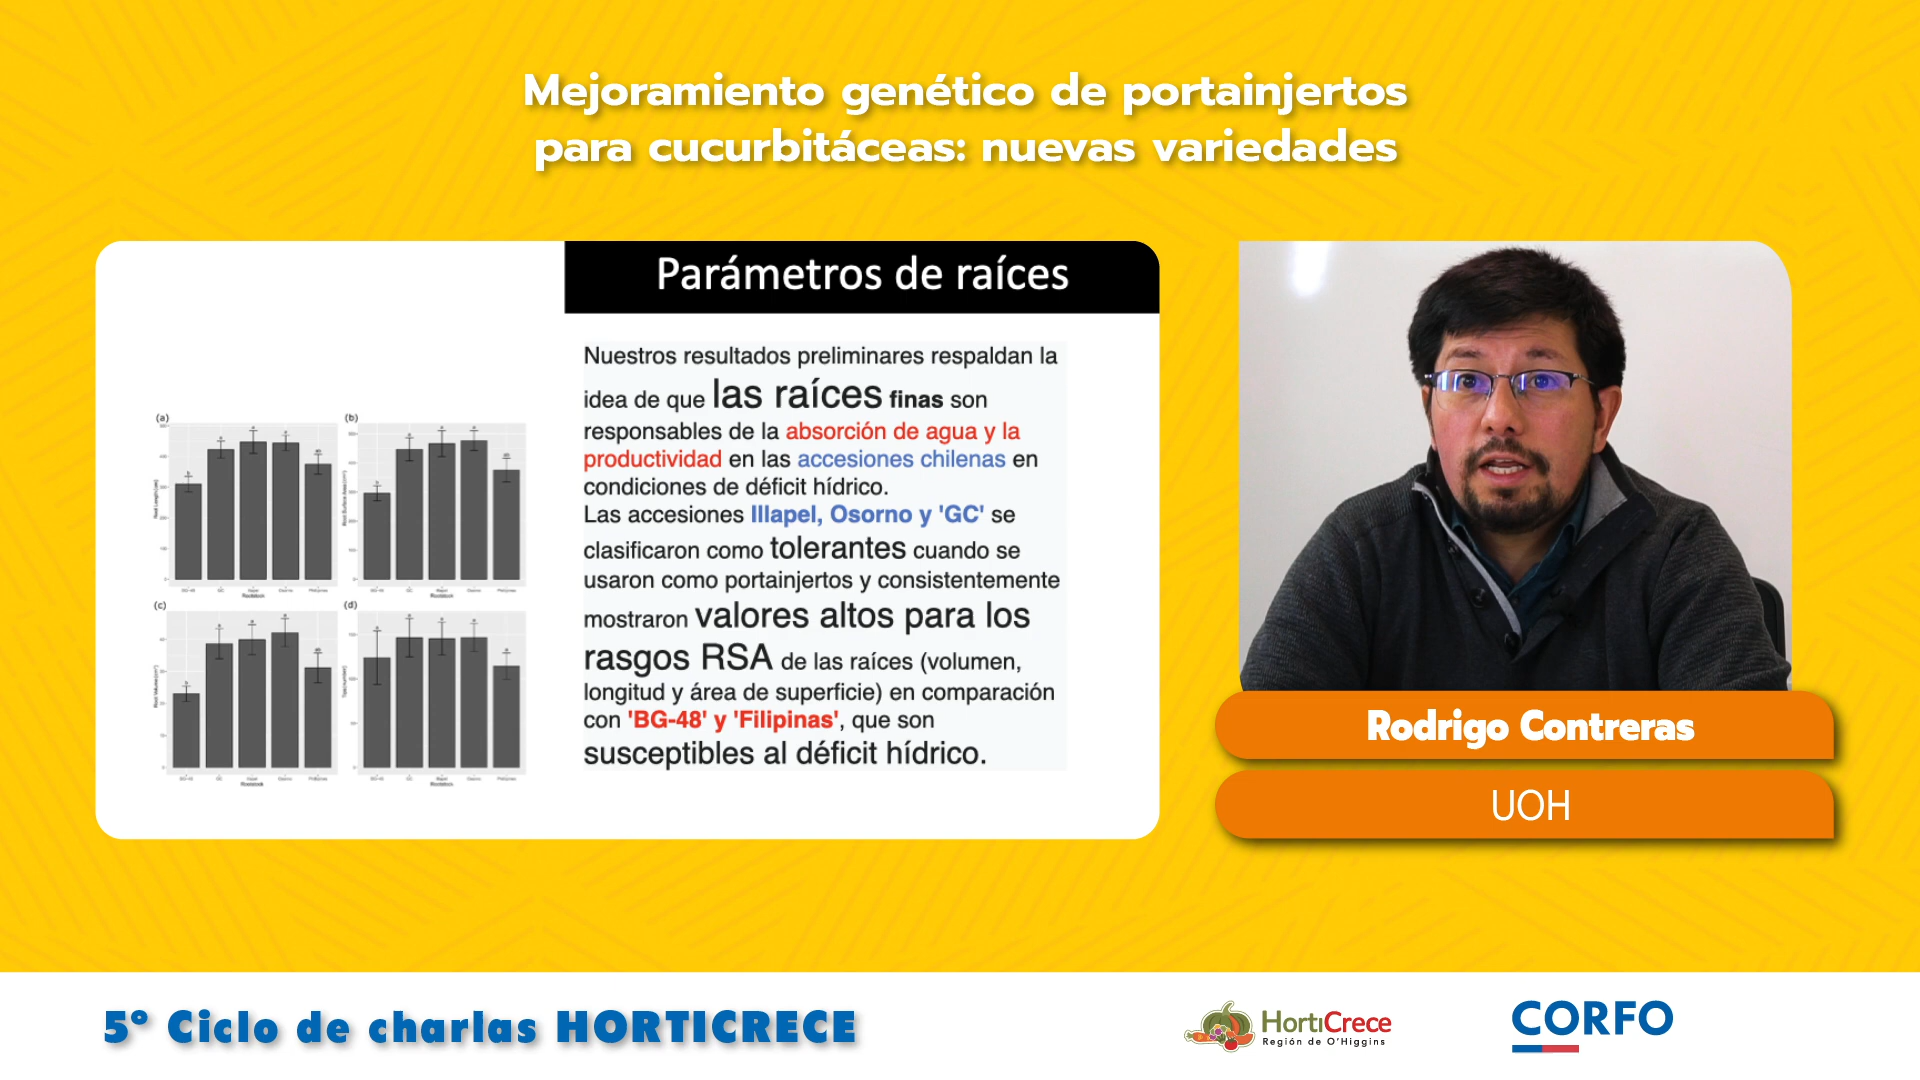 Mejoramiento genético de portainjertos
para cucurbitáceas: nuevas variedades
Parámetros de raíces
Nuestros resultados preliminares respaldan la
idea de que las raíces finas son
responsables de la absorción de agua y la
productividad en las accesiones chilenas en
condiciones de déficit hídrico.
Las accesiones Illapel, Osorno y 'GC' se
clasificaron como tolerantes cuando se
usaron como portainjertos y consistentemente
mostraron valores altos para los
rasgos RSA de las raíces (volumen,
longitud y área de superficie) en comparación
con 'BG-48' y 'Filipinas', que son
susceptibles al déficit hídrico.
(a)
(b)
(c)
(d)
Rodrigo Contreras
UOH
5° Ciclo de charlas HORTICRECE
HortiCrece
Región de O'Higgins
CORFO